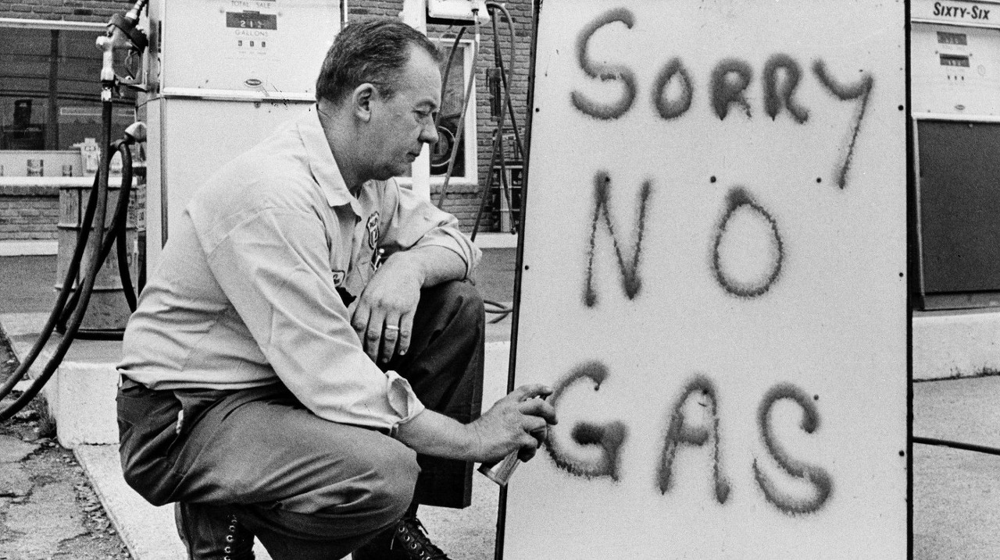 TOTAL SALE
GALLONS
SIXTY-SIX
SORRY
NO
GAS